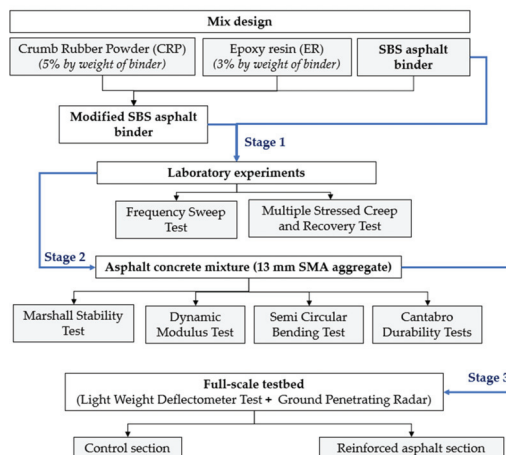 Mix design
Crumb Rubber Powder (CRP)
(5% by weight of binder)
Epoxy resin (ER)
(3% by weight of binder)
SBS asphalt
binder
Modified SBS asphalt
binder
Stage 1
Laboratory experiments
Frequency Sweep
Test
Multiple Stressed Creep
and Recovery Test
Stage 2
Asphalt concrete mixture (13 mm SMA aggregate)
Marshall Stability
Test
Dynamic
Modulus Test
Semi Circular
Bending Test
Cantabro
Durability Tests
Full-scale testbed
(Light Weight Deflectometer Test + Ground Penetrating Radar)
Stage 3
Control section
Reinforced asphalt section